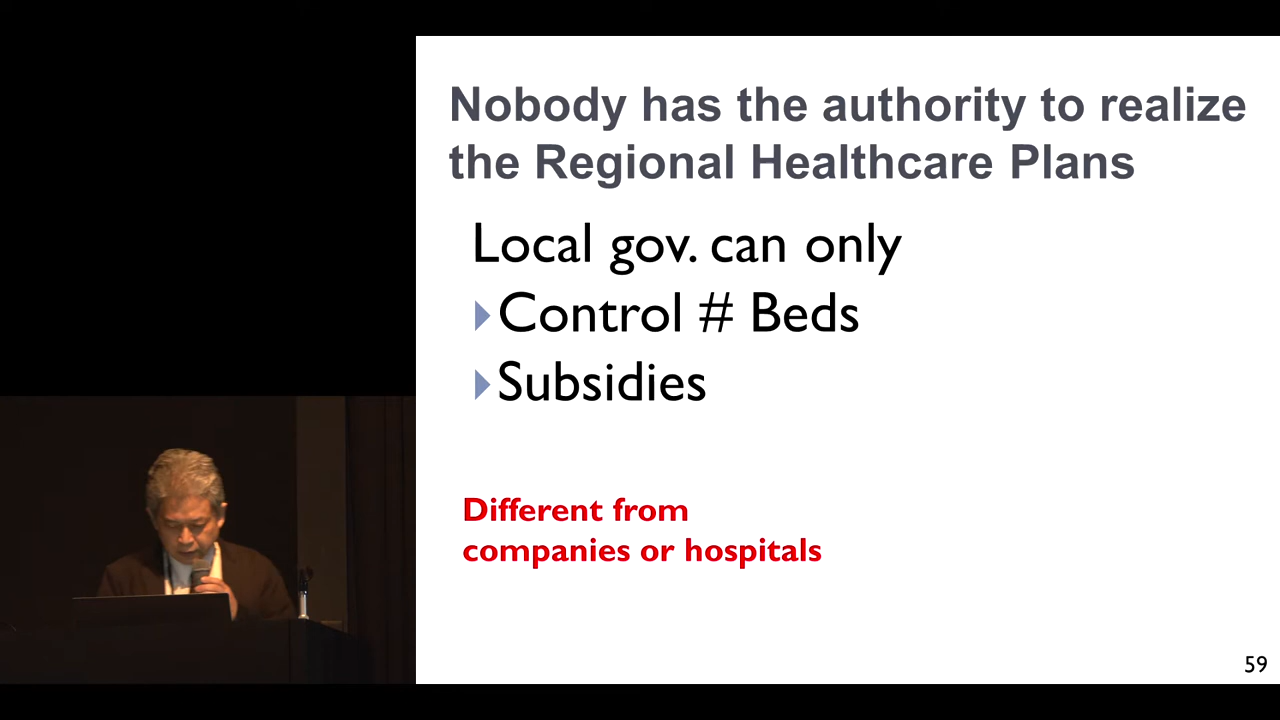 Nobody has the authority to realize
the Regional Healthcare Plans
Local gov. can only
Control # Beds
Subsidies
Different from
companies or hospitals
59